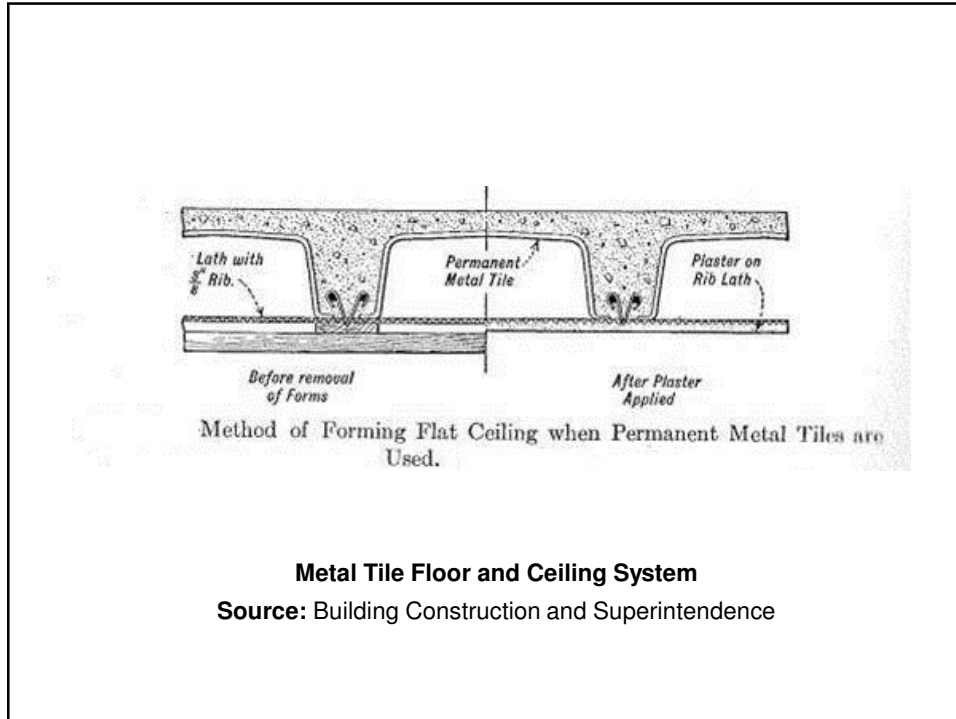 Lath with
3/8" Rib.
Permanent
Metal Tile
Plaster on
Rib Lath
Before removal
of Forms
After Plaster
Applied
Method of Forming Flat Ceiling when Permanent Metal Tiles are
Used.
Metal Tile Floor and Ceiling System
Source: Building Construction and Superintendence